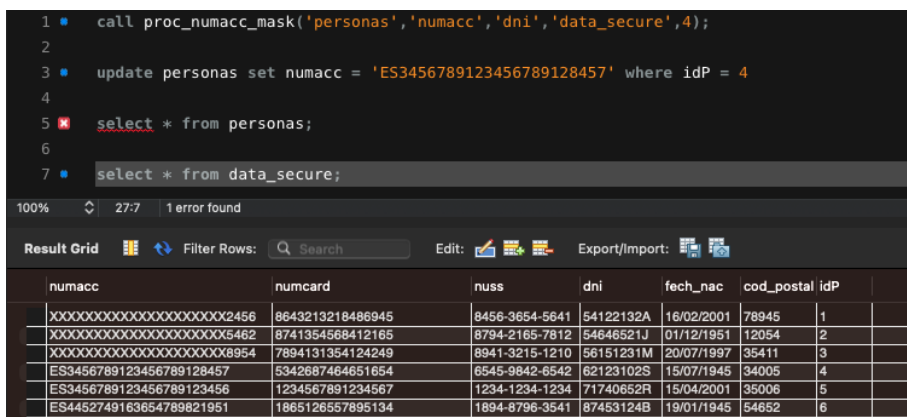 1 call proc_numacc_mask('personas','numacc','dni','data_secure',4);
2
3 update personas set numacc = 'ES3456789123456789128457' where idP = 4
4
5 select * from personas;
6
7 select * from data_secure;
100% 27:7 1 error found
Result Grid Filter Rows: Search Edit: Export/Import:
numacc numcard nuss dni fech_nac cod_postal idP
XXXXXXXXXXXXXXXXXXXX2456 8643213218486945 8456-3654-5641 54122132A 16/02/2001 78945 1
XXXXXXXXXXXXXXXXXXXX5462 8741354568412165 8794-2165-7812 54646521J 01/12/1951 12054 2
XXXXXXXXXXXXXXXXXXXX8954 7894131354124249 8941-3215-1210 56151231M 20/07/1997 35411 3
ES3456789123456789128457 5342687464651654 6545-9842-6542 62123102S 15/07/1945 34005 4
ES3456789123456789123456 1234567891234567 1234-1234-1234 71740652R 15/04/2001 35006 5
ES4452749163654789821951 1865126557895134 1894-8796-3541 87453124B 19/01/1945 54652 6